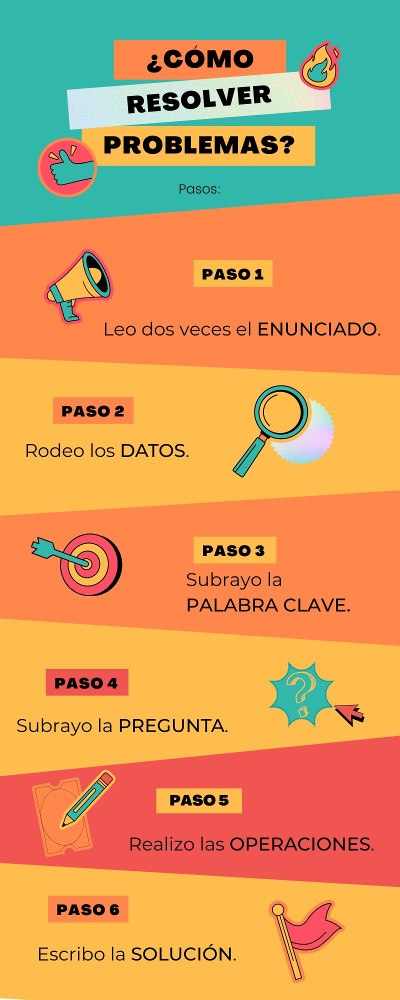 ¿CÓMO
RESOLVER
PROBLEMAS?
Pasos:
PASO 1
Leo dos veces el ENUNCIADO.
PASO 2
Rodeo los DATOS.
PASO 3
Subrayo la
PALABRA CLAVE.
PASO 4
?
Subrayo la PREGUNTA.
PASO 5
Realizo las OPERACIONES.
PASO 6
Escribo la SOLUCIÓN.